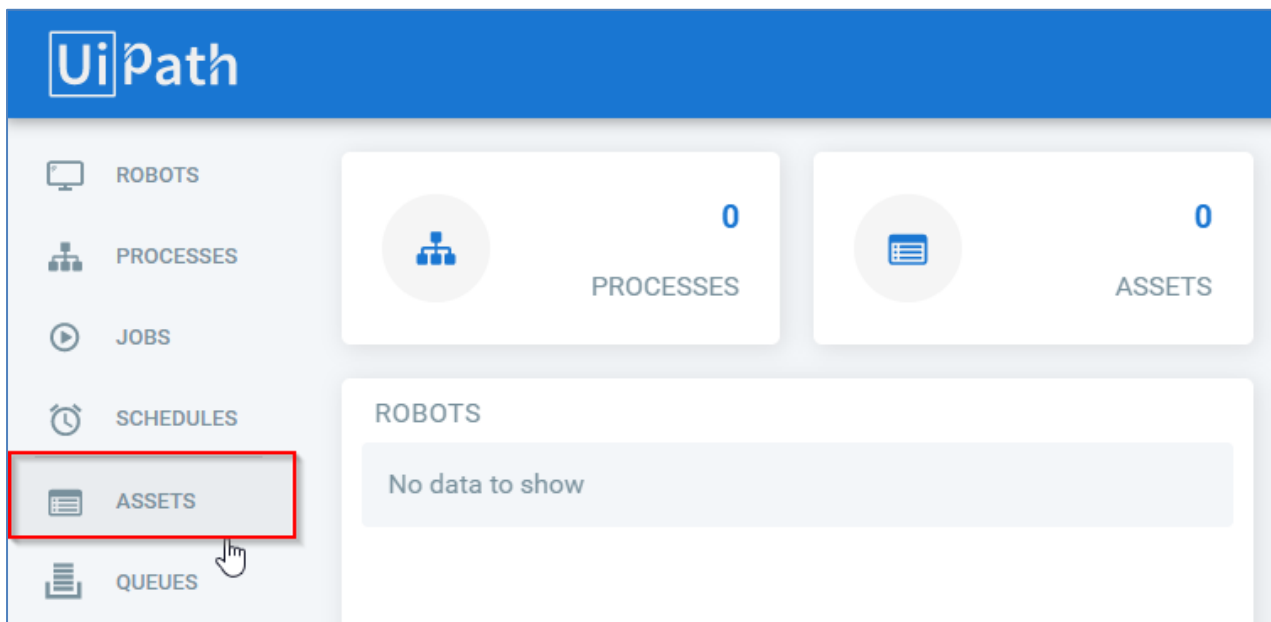 UiPath
ROBOTS
PROCESSES
JOBS
SCHEDULES
ASSETS
QUEUES
0
PROCESSES
0
ASSETS
ROBOTS
No data to show